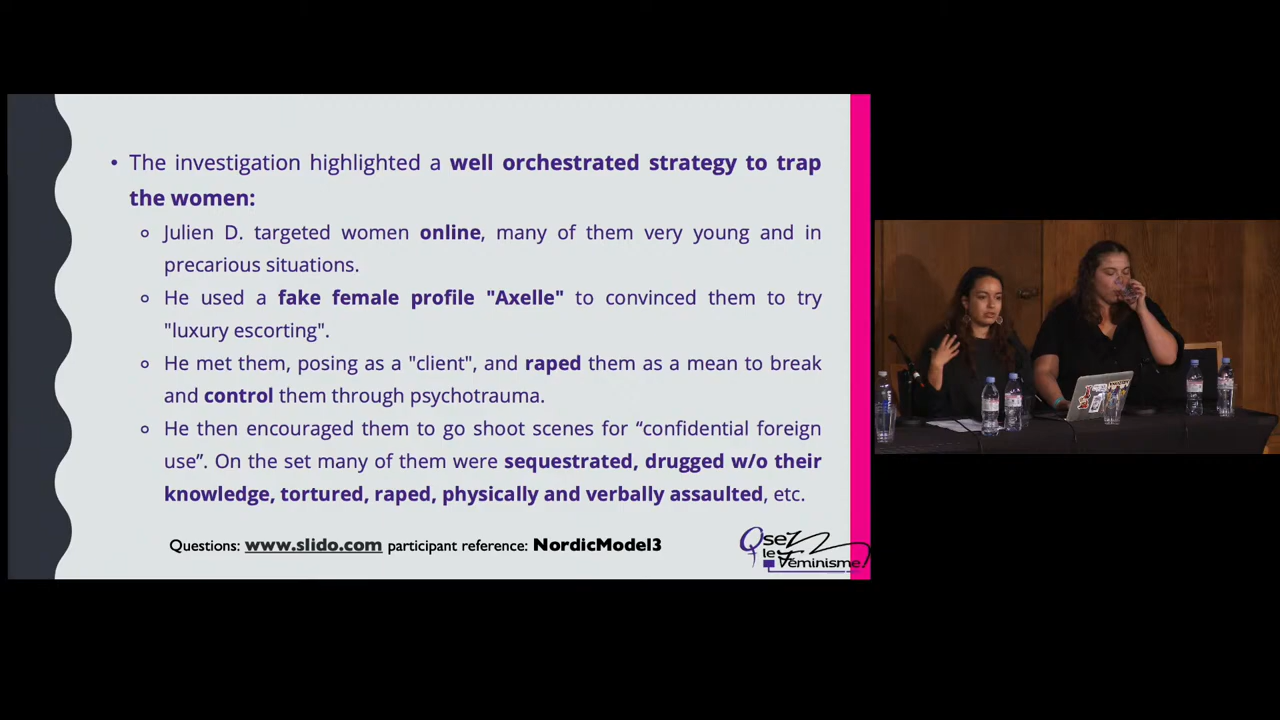 • The investigation highlighted a well orchestrated strategy to trap
the women:
○ Julien D. targeted women online, many of them very young and in
precarious situations.
○ He used a fake female profile "Axelle" to convinced them to try
"luxury escorting".
○ He met them, posing as a "client", and raped them as a mean to break
and control them through psychotrauma.
○ He then encouraged them to go shoot scenes for “confidential foreign
use”. On the set many of them were sequestrated, drugged w/o their
knowledge, tortured, raped, physically and verbally assaulted, etc.
Questions: www.slido.com participant reference: NordicModel3
Osez
le
Féminisme!